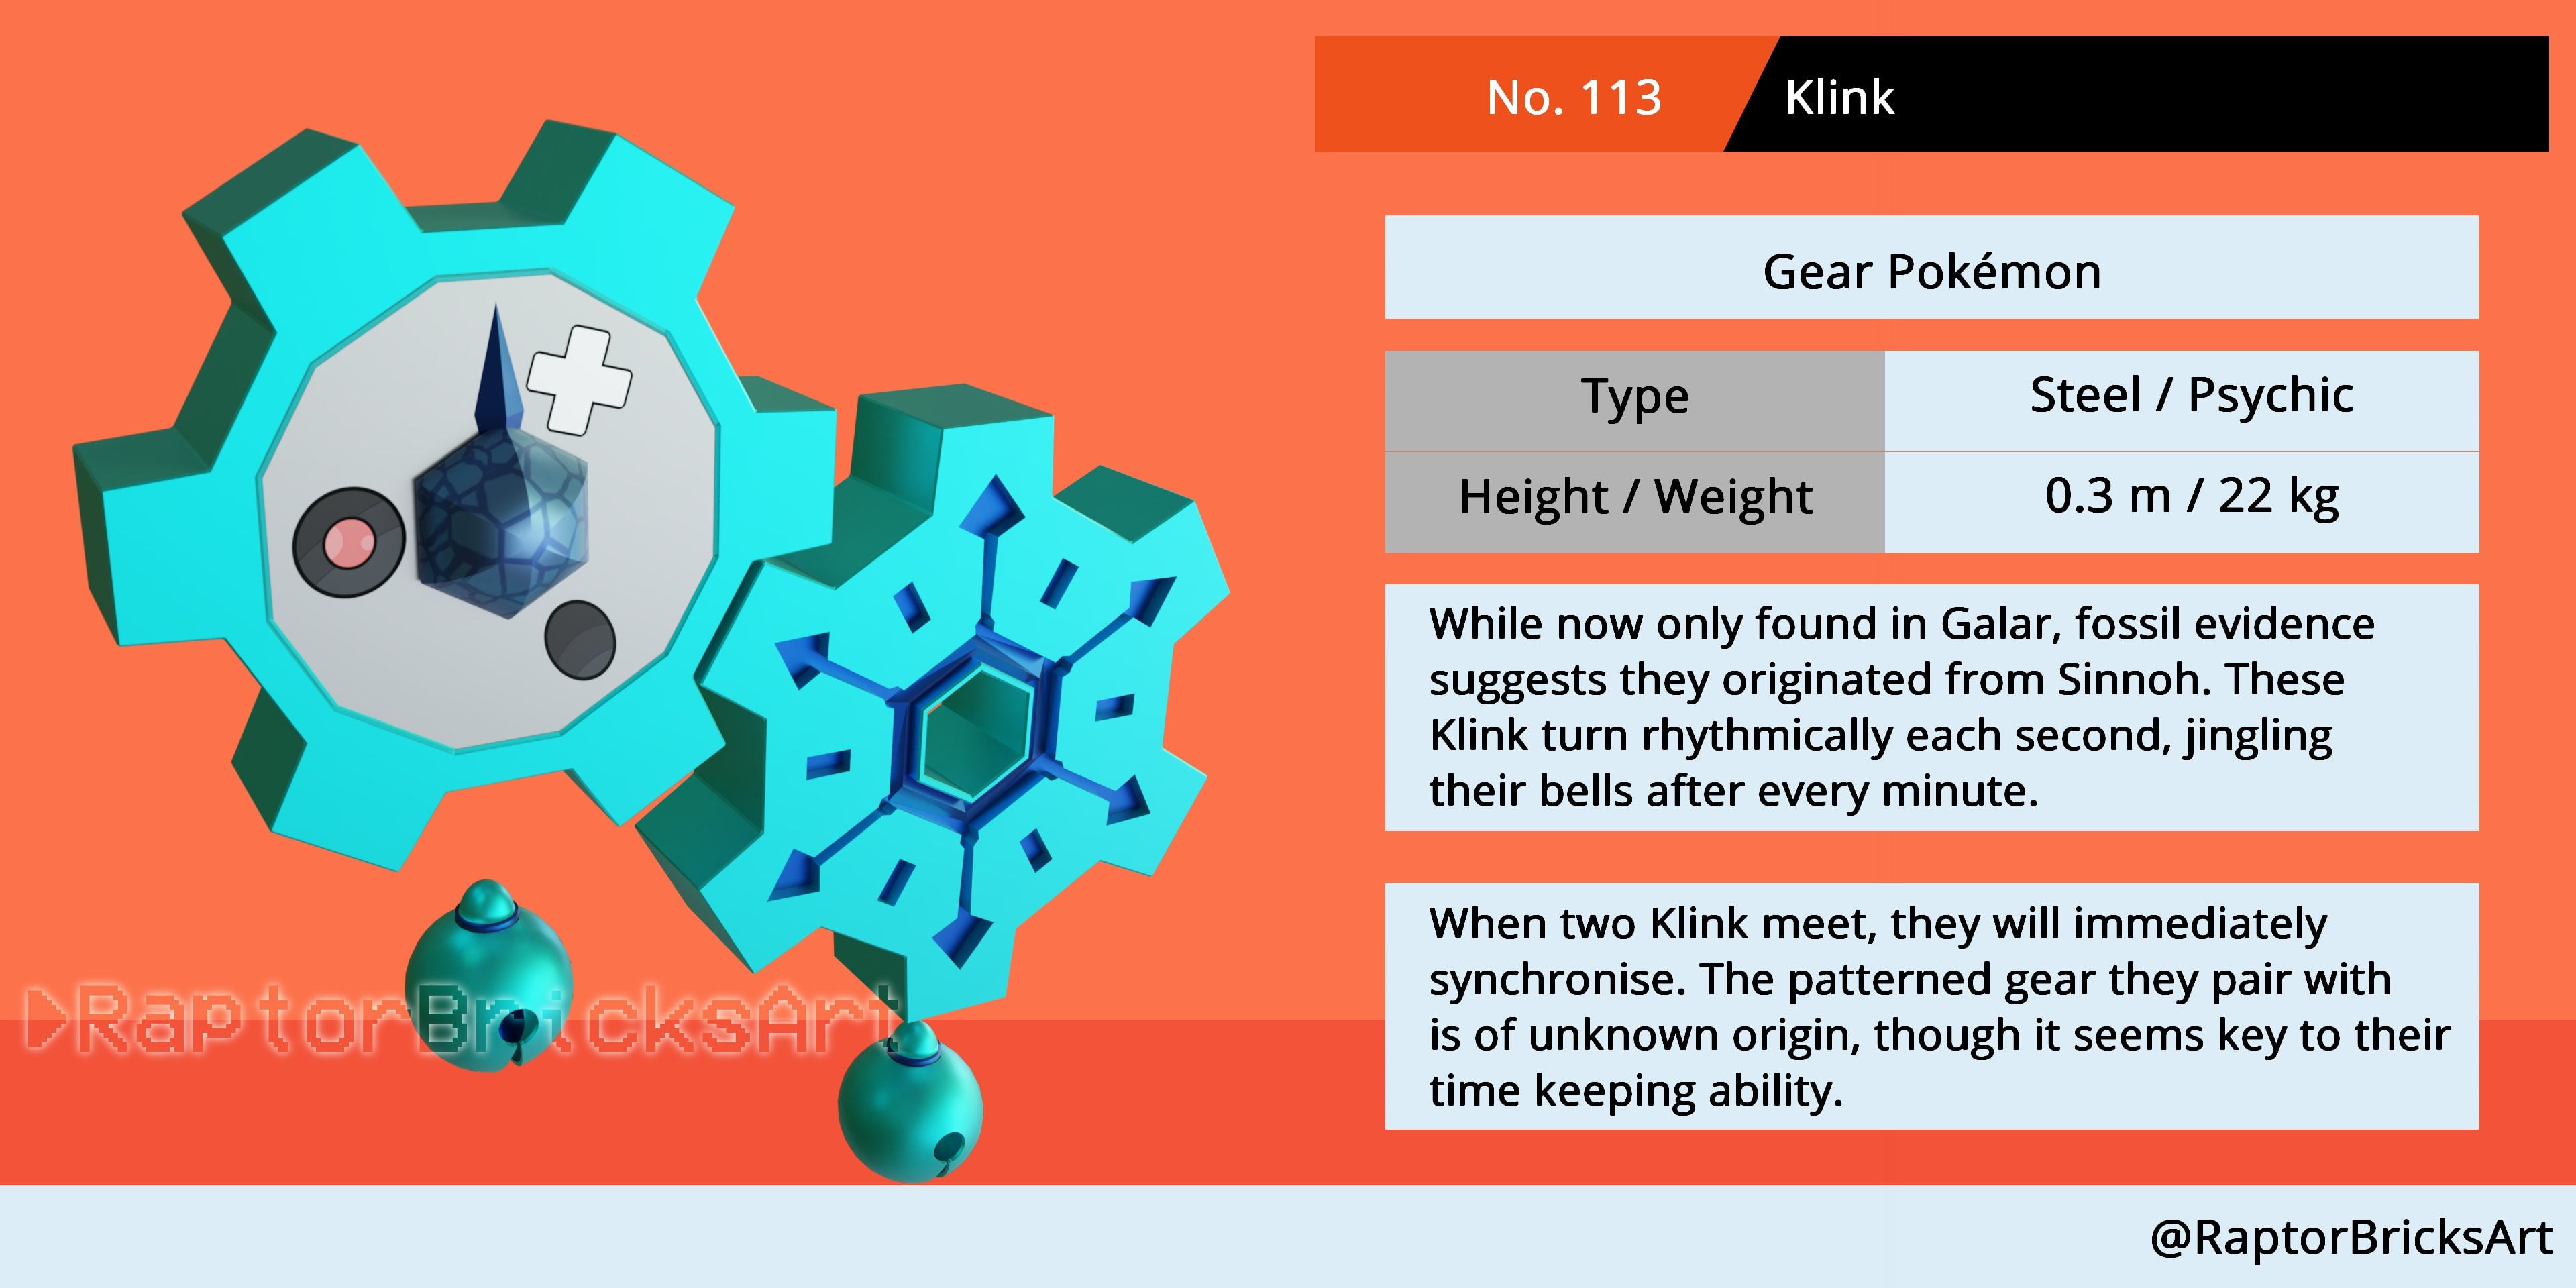 No. 113 Klink
Gear Pokémon
Type Steel / Psychic
Height / Weight 0.3 m / 22 kg
While now only found in Galar, fossil evidence
suggests they originated from Sinnoh. These
Klink turn rhythmically each second, jingling
their bells after every minute.
When two Klink meet, they will immediately
synchronise. The patterned gear they pair with
is of unknown origin, though it seems key to their
time keeping ability.
RaptorBricksArt
@RaptorBricksArt